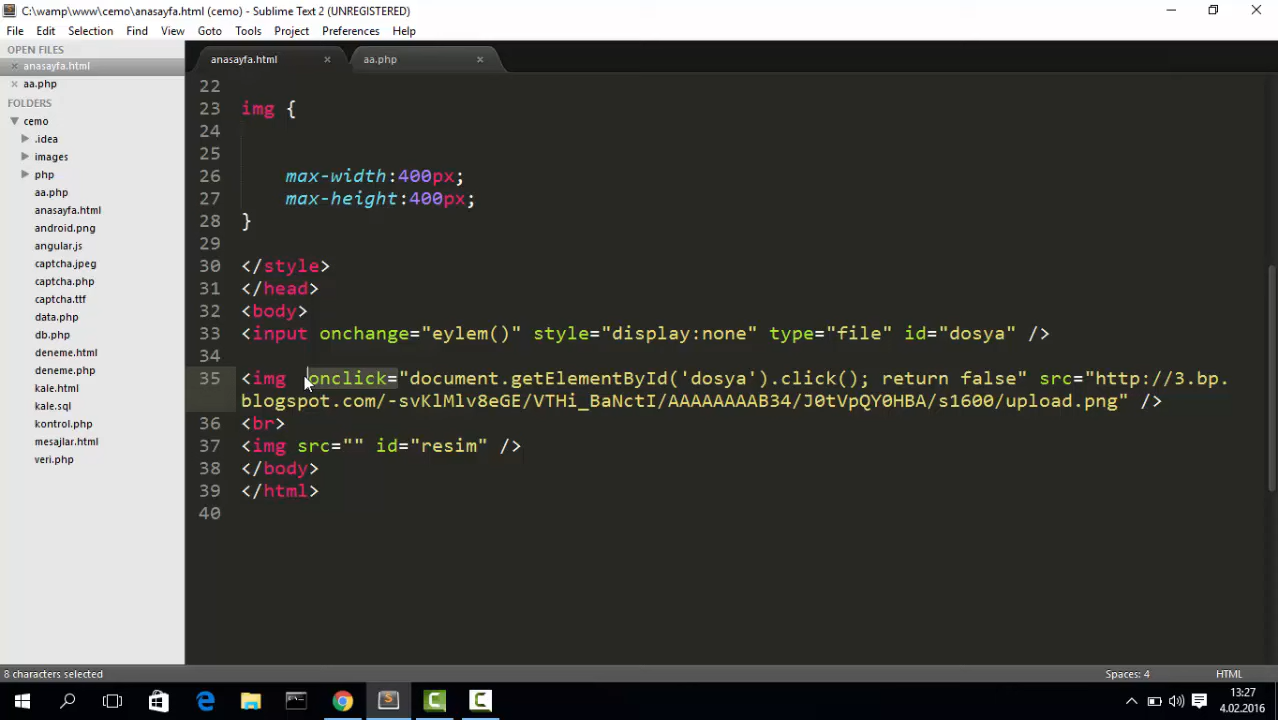 C:\wamp\www\cemo\anasayfa.html (cemo) - Sublime Text 2 (UNREGISTERED)
File Edit Selection Find View Goto Tools Project Preferences Help
OPEN FILES
anasayfa.html
aa.php
FOLDERS
cemo
.idea
images
php
aa.php
anasayfa.html
android.png
angular.js
captcha.jpeg
captcha.php
captcha.ttf
data.php
db.php
deneme.html
deneme.php
kale.html
kale.sql
kontrol.php
mesajlar.html
veri.php
anasayfa.html aa.php
22
23 img {
24
25
26 max-width:400px;
27 max-height:400px;
28 }
29
30 </style>
31 </head>
32 <body>
33 <input onchange="eylem()" style="display:none" type="file" id="dosya" />
34
35 <img onclick="document.getElementById('dosya').click(); return false" src="http://3.bp.
blogspot.com/-svKlMlv8eGE/VTHi_BaNctI/AAAAAAAAB34/J0tVpQY0HBA/s1600/upload.png" />
36 <br>
37 <img src="" id="resim" />
38 </body>
39 </html>
40
8 characters selected Spaces: 4 HTML
13:27
4.02.2016